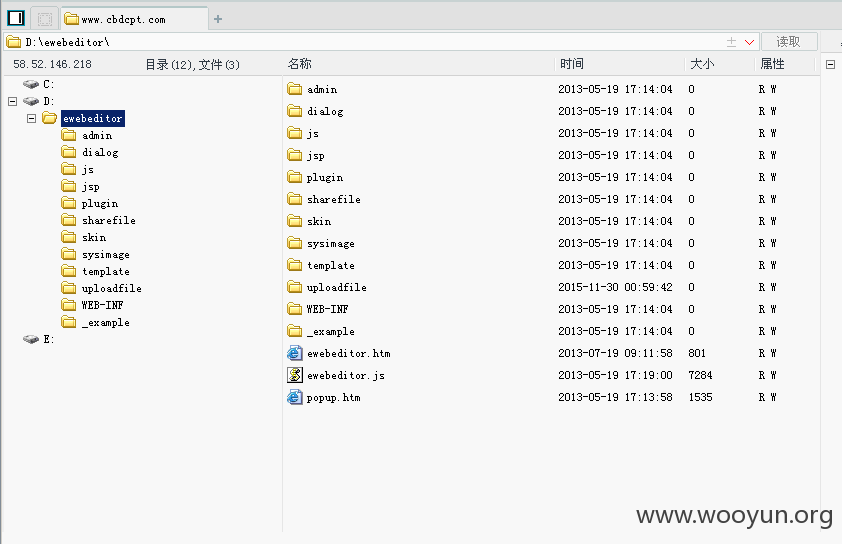 www.cbdcpt.com
D:\ewebeditor\ 读取
58.52.146.218 目录(12),文件(3) 名称 时间 大小 属性
C:
D:
ewebeditor
admin
dialog
js
jsp
plugin
sharefile
skin
sysimage
template
uploadfile
WEB-INF
_example
E:
admin 2013-05-19 17:14:04 0 R W
dialog 2013-05-19 17:14:04 0 R W
js 2013-05-19 17:14:04 0 R W
jsp 2013-05-19 17:14:04 0 R W
plugin 2013-05-19 17:14:04 0 R W
sharefile 2013-05-19 17:14:04 0 R W
skin 2013-05-19 17:14:04 0 R W
sysimage 2013-05-19 17:14:04 0 R W
template 2013-05-19 17:14:04 0 R W
uploadfile 2015-11-30 00:59:42 0 R W
WEB-INF 2013-05-19 17:14:04 0 R W
_example 2013-05-19 17:14:04 0 R W
ewebeditor.htm 2013-07-19 09:11:58 801 R W
ewebeditor.js 2013-05-19 17:19:00 7284 R W
popup.htm 2013-05-19 17:13:58 1535 R W
www.wooyun.org